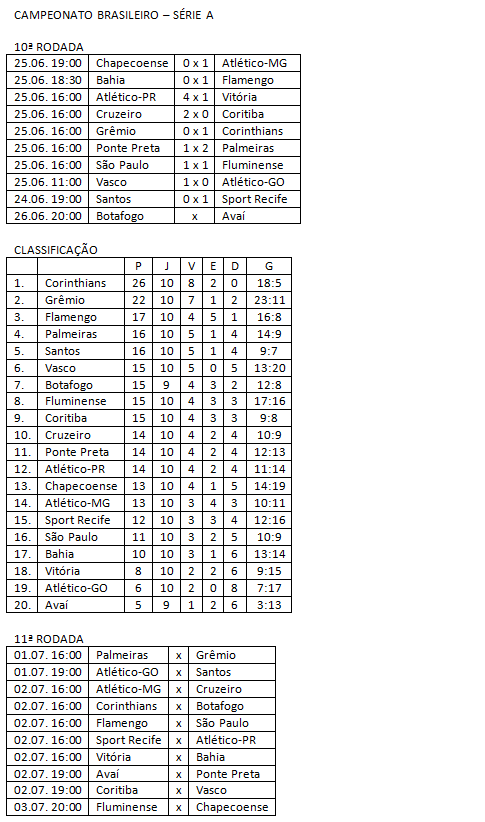 CAMPEONATO BRASILEIRO – SÉRIE A
10ª RODADA
25.06. 19:00 Chapecoense 0 x 1 Atlético-MG
25.06. 18:30 Bahia 0 x 1 Flamengo
25.06. 16:00 Atlético-PR 4 x 1 Vitória
25.06. 16:00 Cruzeiro 2 x 0 Coritiba
25.06. 16:00 Grêmio 0 x 1 Corinthians
25.06. 16:00 Ponte Preta 1 x 2 Palmeiras
25.06. 16:00 São Paulo 1 x 1 Fluminense
25.06. 11:00 Vasco 1 x 0 Atlético-GO
24.06. 19:00 Santos 0 x 1 Sport Recife
26.06. 20:00 Botafogo x Avaí
CLASSIFICAÇÃO
P J V E D G
1. Corinthians 26 10 8 2 0 18:5
2. Grêmio 22 10 7 1 2 23:11
3. Flamengo 17 10 4 5 1 16:8
4. Palmeiras 16 10 5 1 4 14:9
5. Santos 16 10 5 1 4 9:7
6. Vasco 15 10 5 0 5 13:20
7. Botafogo 15 9 4 3 2 12:8
8. Fluminense 15 10 4 3 3 17:16
9. Coritiba 15 10 4 3 3 9:8
10. Cruzeiro 14 10 4 2 4 10:9
11. Ponte Preta 14 10 4 2 4 12:13
12. Atlético-PR 14 10 4 2 4 11:14
13. Chapecoense 13 10 4 1 5 14:19
14. Atlético-MG 13 10 3 4 3 10:11
15. Sport Recife 12 10 3 3 4 12:16
16. São Paulo 11 10 3 2 5 10:9
17. Bahia 10 10 3 1 6 13:14
18. Vitória 8 10 2 2 6 9:15
19. Atlético-GO 6 10 2 0 8 7:17
20. Avaí 5 9 1 2 6 3:13
11ª RODADA
01.07. 16:00 Palmeiras x Grêmio
01.07. 19:00 Atlético-GO x Santos
02.07. 16:00 Atlético-MG x Cruzeiro
02.07. 16:00 Corinthians x Botafogo
02.07. 16:00 Flamengo x São Paulo
02.07. 16:00 Sport Recife x Atlético-PR
02.07. 16:00 Vitória x Bahia
02.07. 19:00 Avaí x Ponte Preta
02.07. 19:00 Coritiba x Vasco
03.07. 20:00 Fluminense x Chapecoense